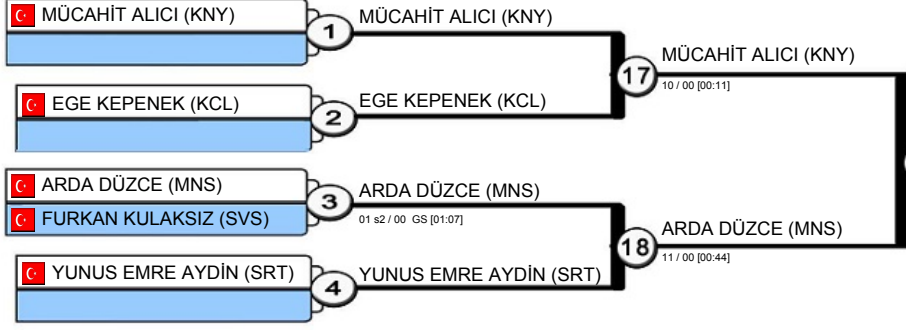 MÜCAHİT ALICI (KNY)
1
MÜCAHİT ALICI (KNY)
17
MÜCAHİT ALICI (KNY)
10 / 00 [00:11]
EGE KEPENEK (KCL)
2
EGE KEPENEK (KCL)
ARDA DÜZCE (MNS)
FURKAN KULAKSIZ (SVS)
3
ARDA DÜZCE (MNS)
01 s2 / 00 GS [01:07]
18
ARDA DÜZCE (MNS)
11 / 00 [00:44]
YUNUS EMRE AYDİN (SRT)
4
YUNUS EMRE AYDİN (SRT)